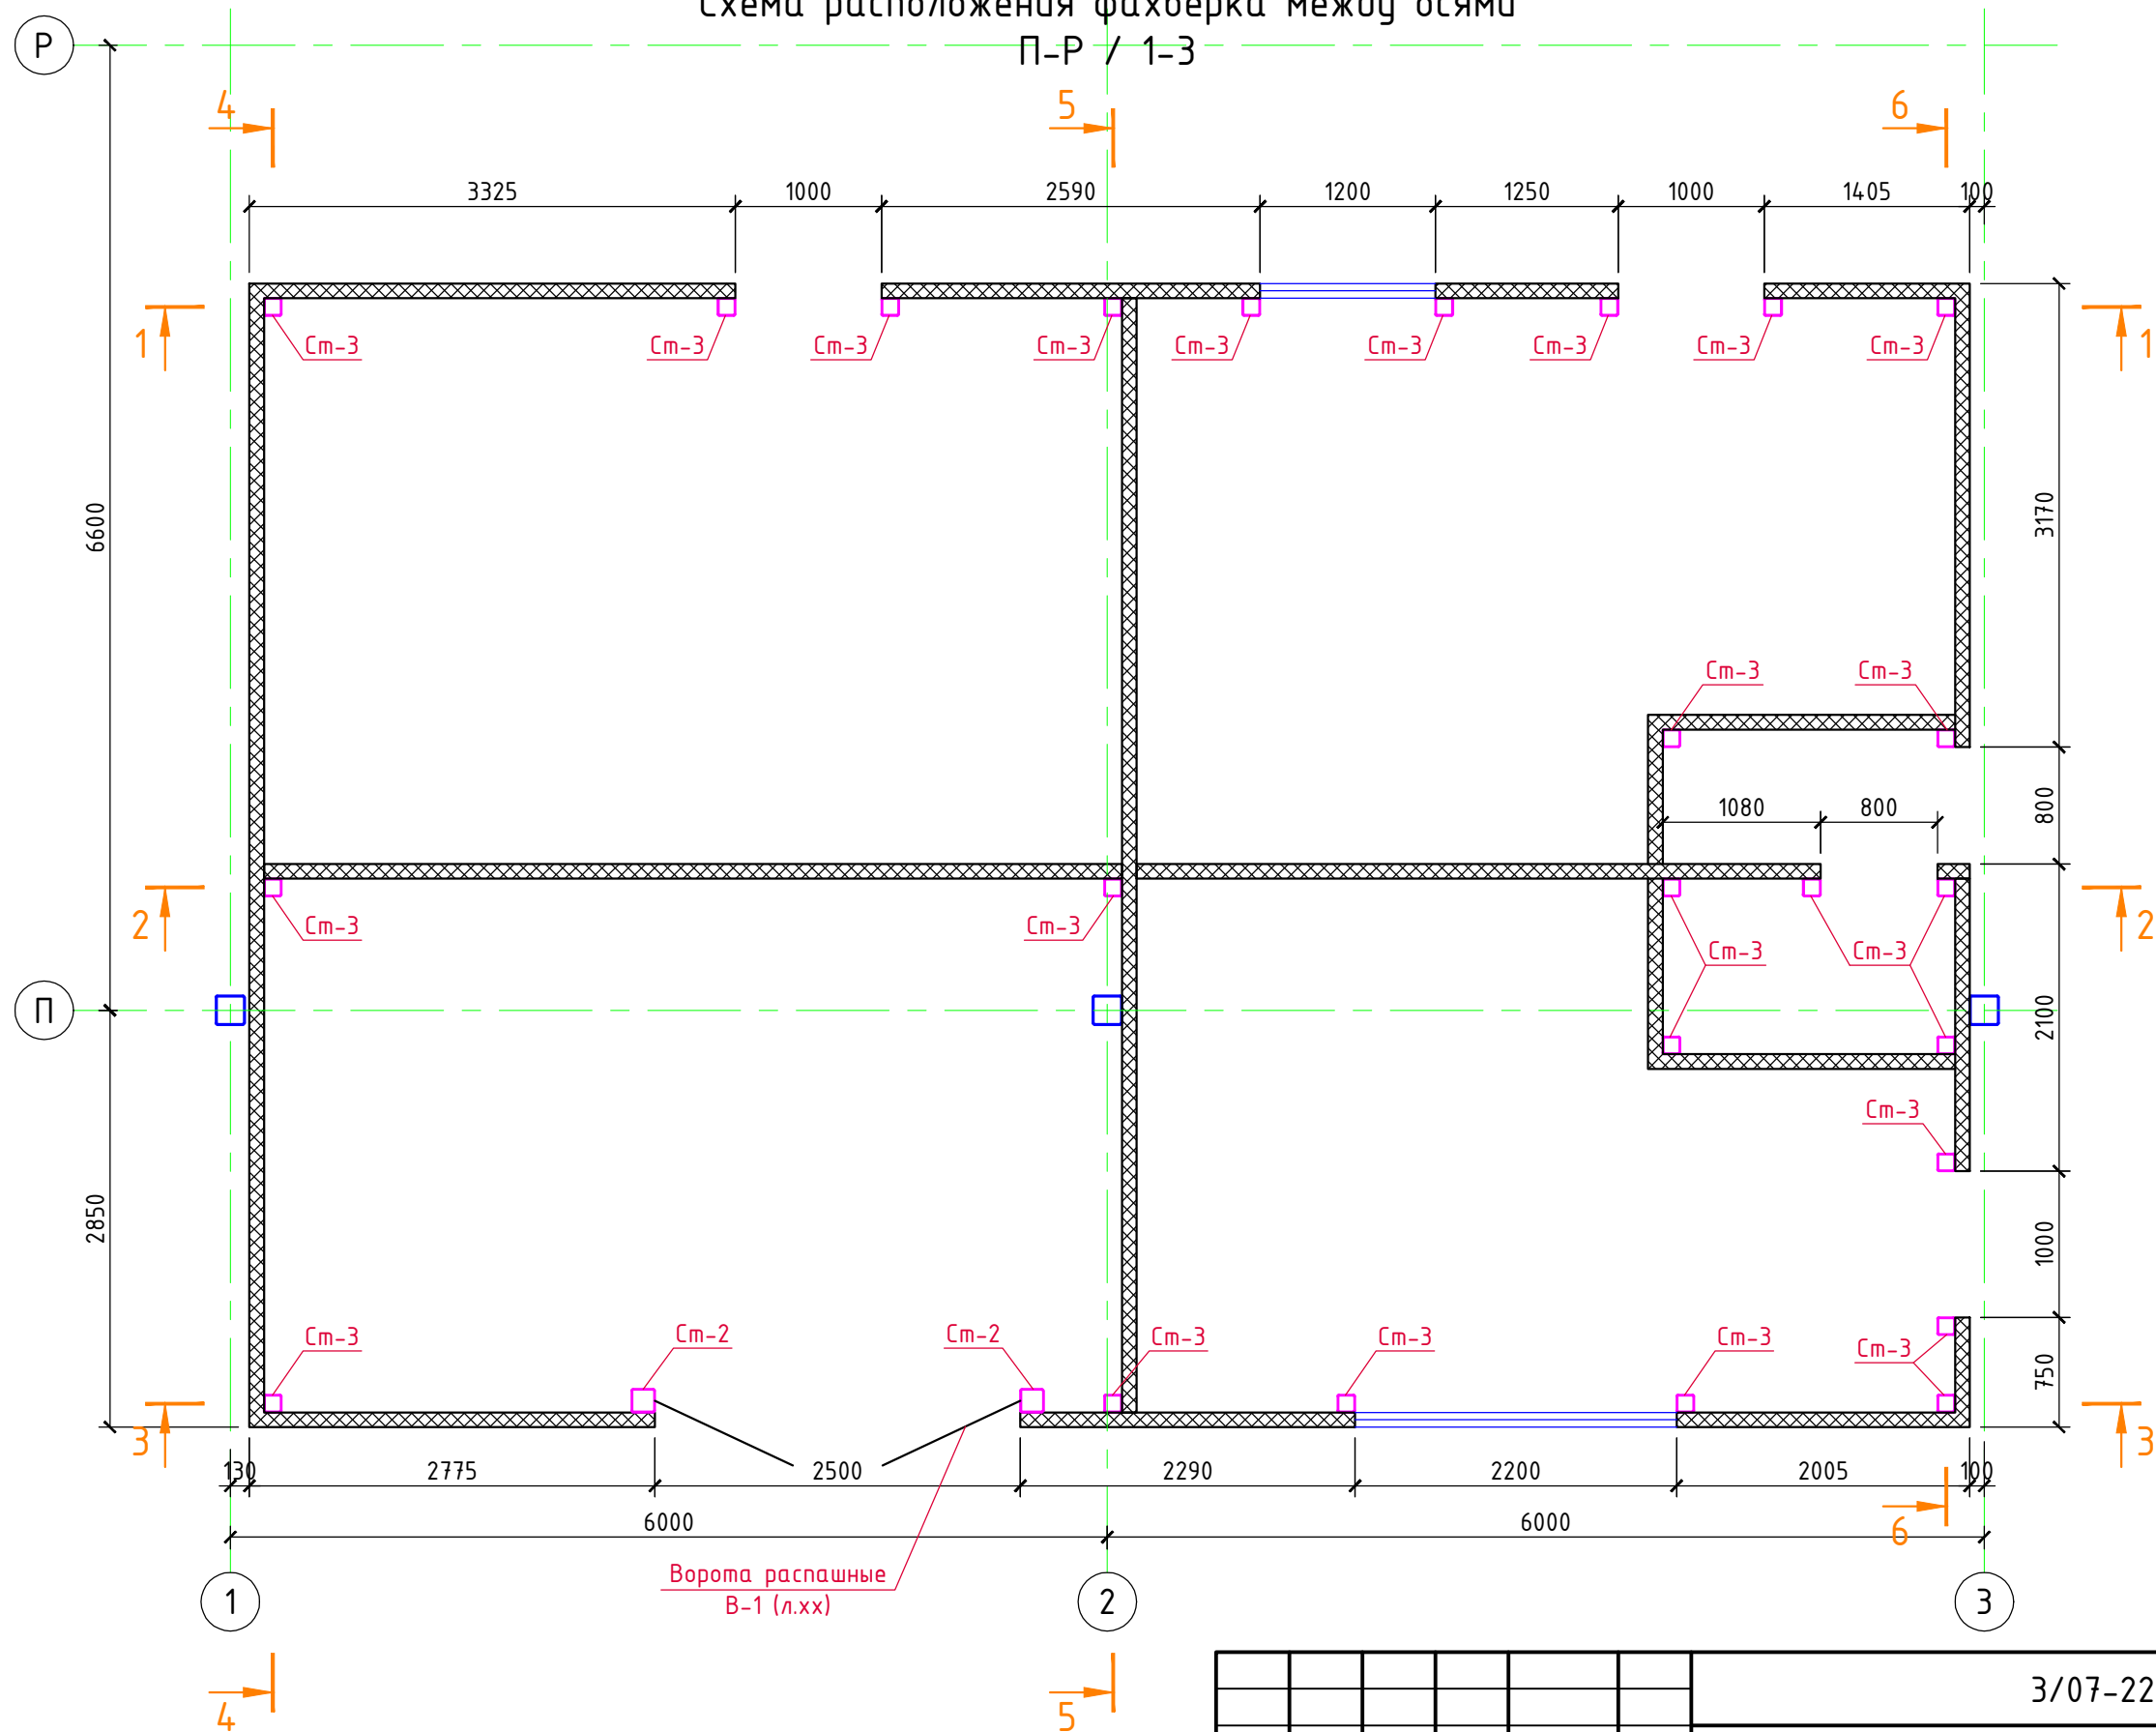 Схема расположения фахверка между осями
П-Р / 1-3
Р
4
5
6
3325
1000
2590
1200
1250
1000
1405
100
1
Ст-3
Ст-3
Ст-3
Ст-3
Ст-3
Ст-3
Ст-3
Ст-3
Ст-3
1
6600
3170
Ст-3
Ст-3
1080
800
800
2
Ст-3
Ст-3
Ст-3
Ст-3
2
П
2100
Ст-3
2850
1000
Ст-3
Ст-2
Ст-2
Ст-3
Ст-3
Ст-3
Ст-3
750
3
3
130
2775
2500
2290
2200
2005
100
6000
6000
6
Ворота распашные
В-1 (л.хх)
1
2
3
4
5
3/07-22